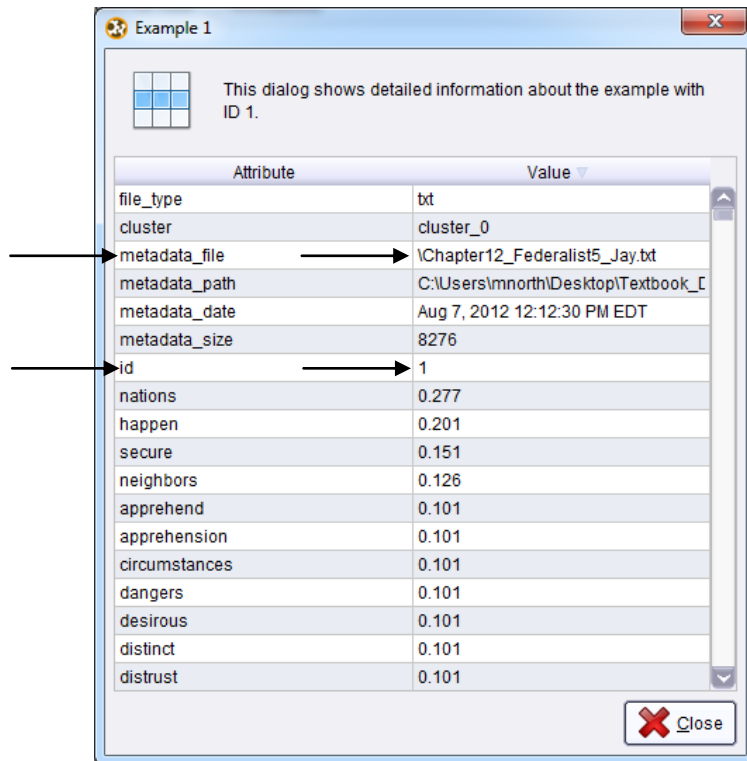 Example 1
This dialog shows detailed information about the example with
ID 1.
Attribute Value
file_type txt
cluster cluster_0
metadata_file \Chapter12_Federalist5_Jay.txt
metadata_path C:\Users\mnorth\Desktop\Textbook_D
metadata_date Aug 7, 2012 12:12:30 PM EDT
metadata_size 8276
id 1
nations 0.277
happen 0.201
secure 0.151
neighbors 0.126
apprehend 0.101
apprehension 0.101
circumstances 0.101
dangers 0.101
desirous 0.101
distinct 0.101
distrust 0.101
Close